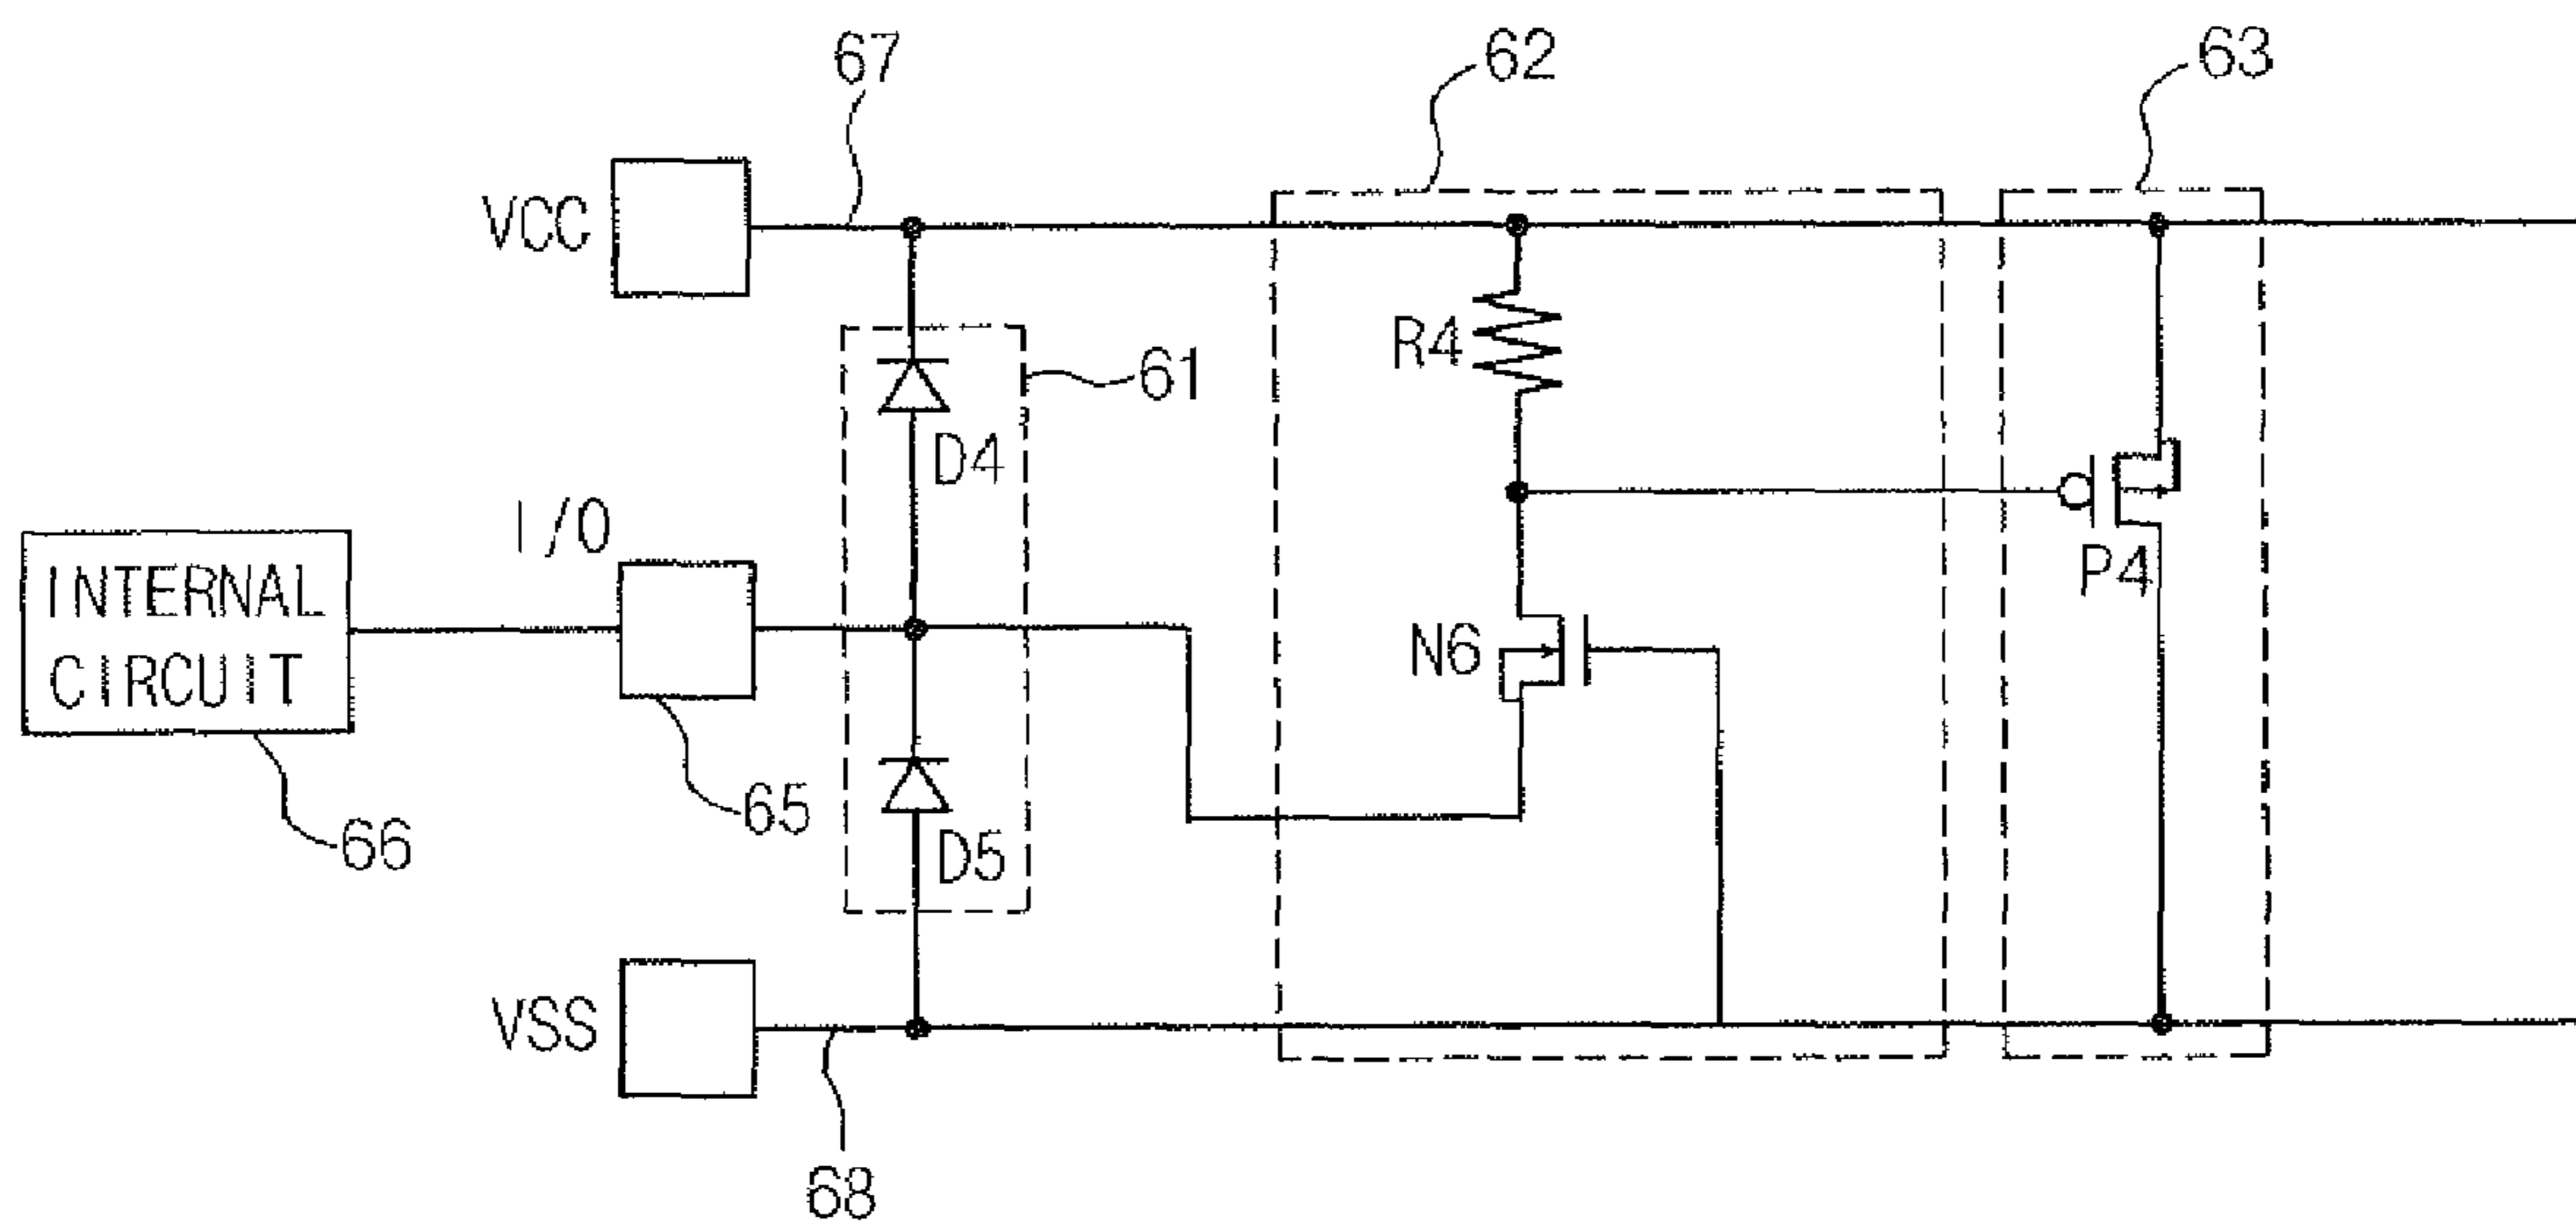 67
62
63
VCC
R4
61
D4
I/O
P4
INTERNAL
CIRCUIT
N6
65
66
D5
VSS
68